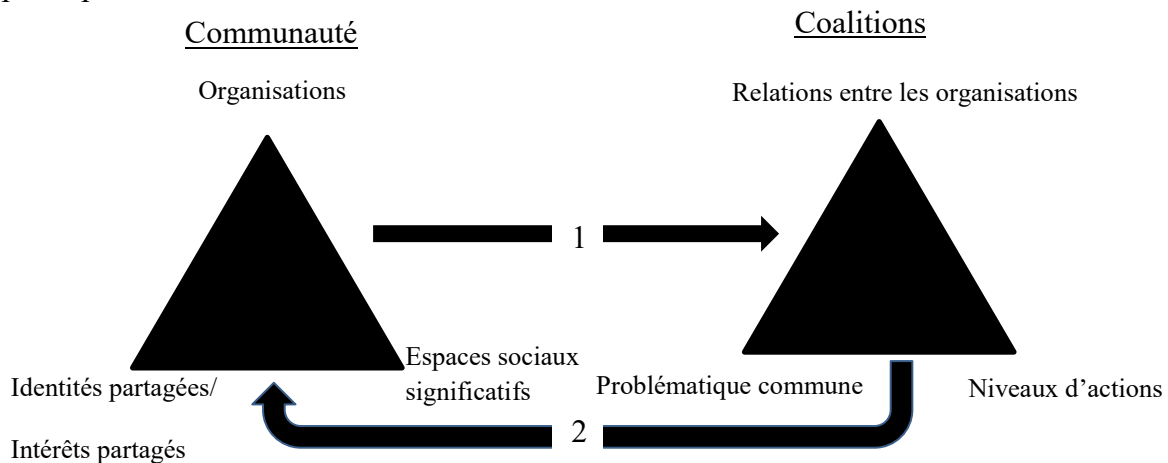 Communauté
Coalitions
Organisations
Relations entre les organisations
1
Espaces sociaux
significatifs
Identités partagées/
Problématique commune
Niveaux d’actions
2
Intérêts partagés